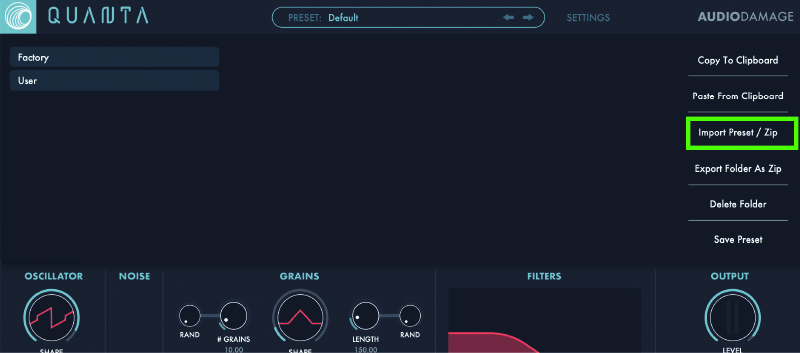 QUANTA
PRESET: Default
SETTINGS
AUDIODAMAGE
Factory
User
Copy To Clipboard
Paste From Clipboard
Import Preset / Zip
Export Folder As Zip
Delete Folder
Save Preset
OSCILLATOR
NOISE
GRAINS
FILTERS
OUTPUT
RAND
# GRAINS
10.00
SHAPE
SHAPE
LENGTH
150.00
RAND
LEVEL